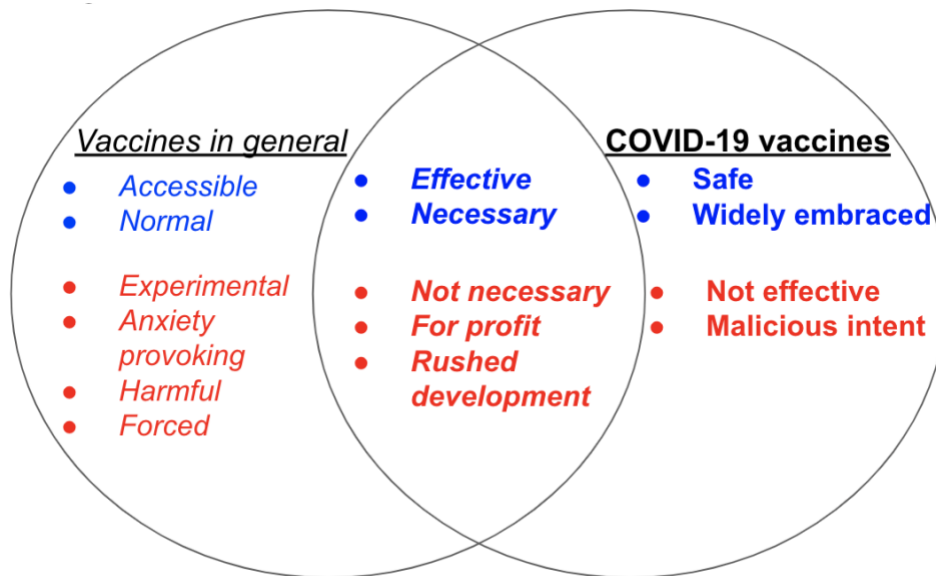 Vaccines in general
● Accessible
● Normal
● Experimental
● Anxiety
provoking
● Harmful
● Forced
● Effective
● Necessary
● Not necessary
● For profit
● Rushed
development
COVID-19 vaccines
● Safe
● Widely embraced
● Not effective
● Malicious intent